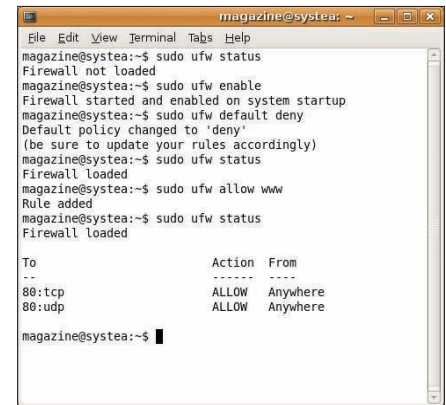 magazine@systea: ~
File Edit View Terminal Tabs Help
magazine@systea:~$ sudo ufw status
Firewall not loaded
magazine@systea:~$ sudo ufw enable
Firewall started and enabled on system startup
magazine@systea:~$ sudo ufw default deny
Default policy changed to 'deny'
(be sure to update your rules accordingly)
magazine@systea:~$ sudo ufw status
Firewall loaded
magazine@systea:~$ sudo ufw allow www
Rule added
magazine@systea:~$ sudo ufw status
Firewall loaded
To Action From
-- ------ ----
80:tcp ALLOW Anywhere
80:udp ALLOW Anywhere
magazine@systea:~$